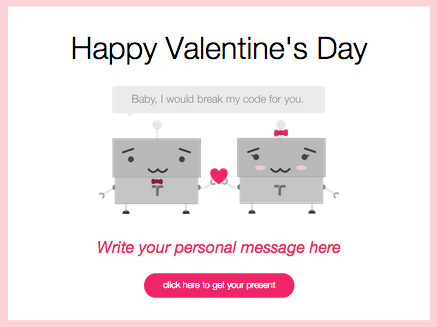 Happy Valentine's Day
Baby, I would break my code for you.
T T
Write your personal message here
click here to get your preeent